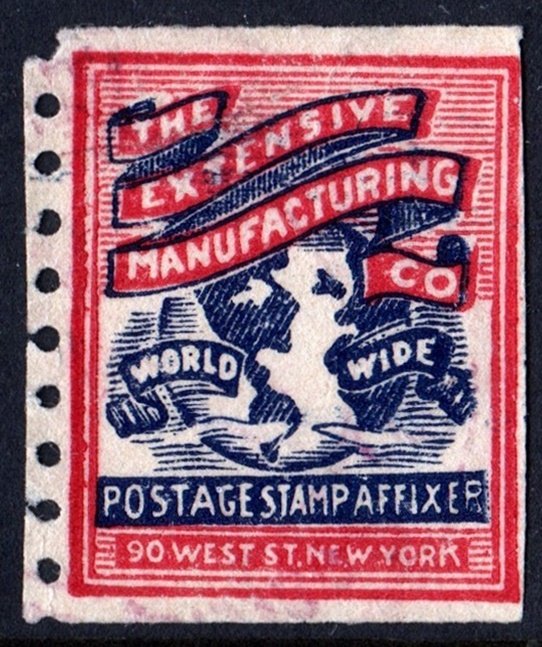 THE
EXTENSIVE
MANUFACTURING
CO
WORLD WIDE
POSTAGE STAMP AFFIXER
90 WEST ST. NEW YORK